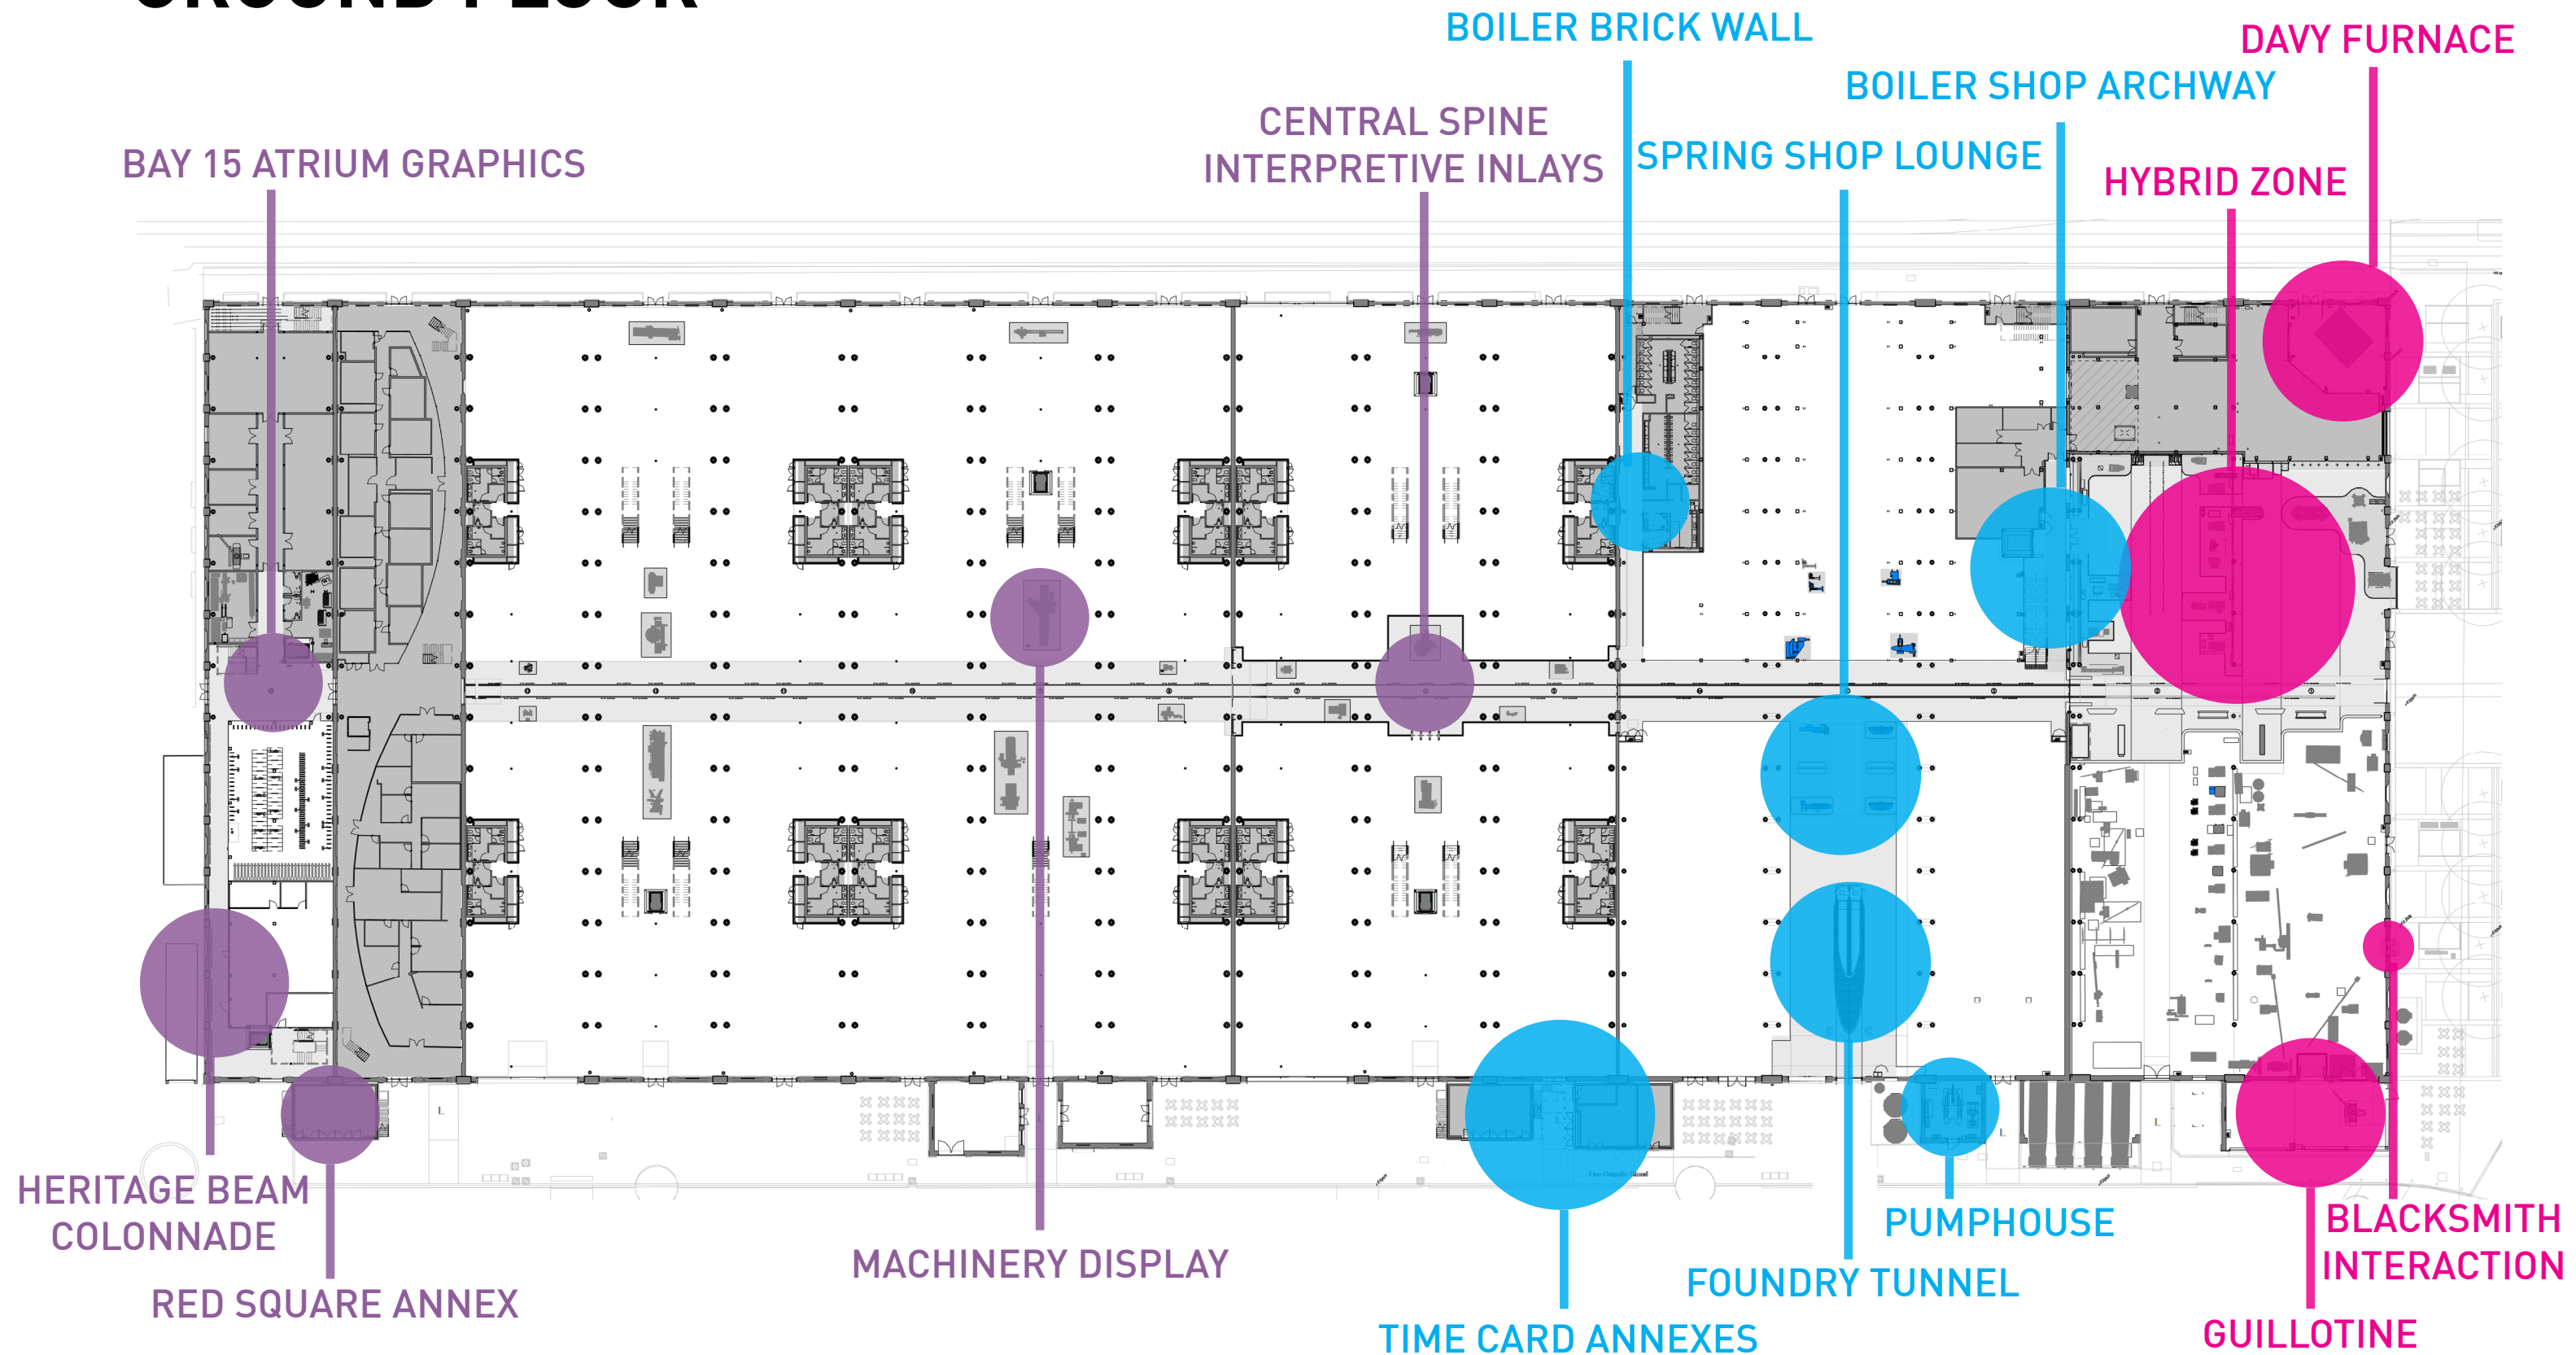 GROUND FLOOR
BOILER BRICK WALL
DAVY FURNACE
BOILER SHOP ARCHWAY
CENTRAL SPINE
INTERPRETIVE INLAYS
SPRING SHOP LOUNGE
BAY 15 ATRIUM GRAPHICS
HYBRID ZONE
HERITAGE BEAM
COLONNADE
RED SQUARE ANNEX
MACHINERY DISPLAY
TIME CARD ANNEXES
FOUNDRY TUNNEL
PUMPHOUSE
BLACKSMITH
INTERACTION
GUILLOTINE
L
L
L